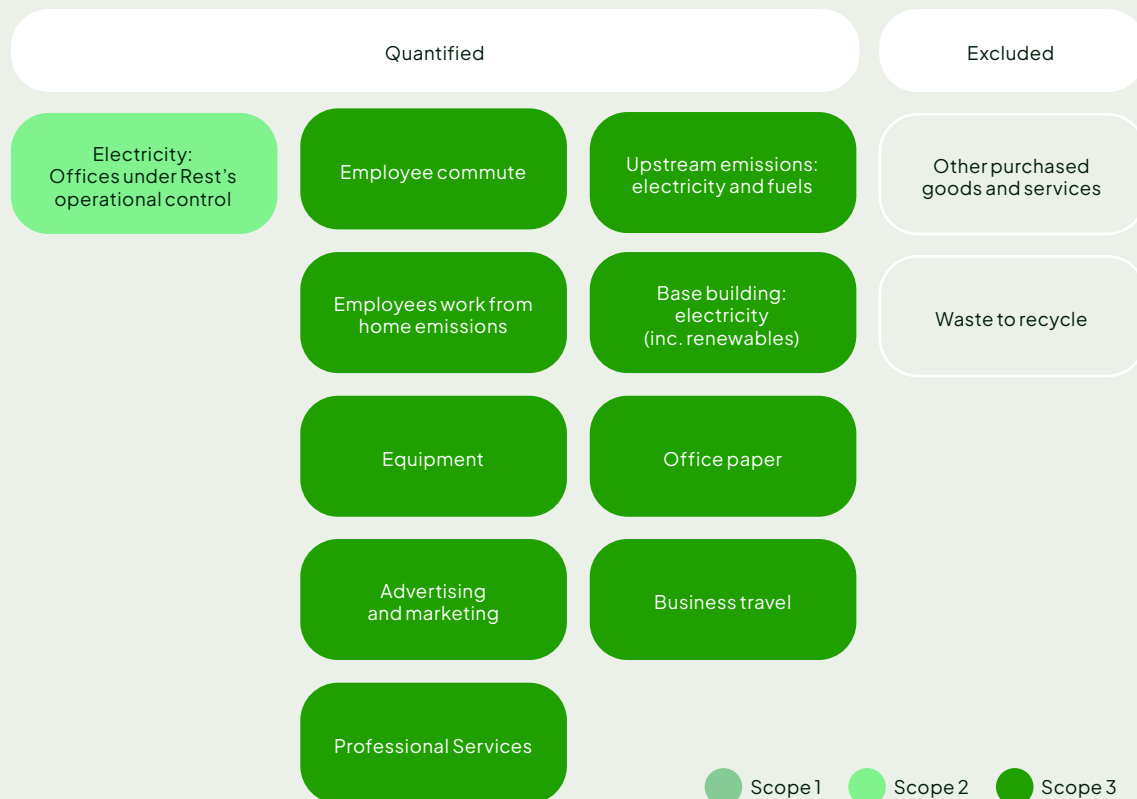 Quantified
Excluded
Electricity:
Offices under Rest's
operational control
Employee commute
Upstream emissions:
electricity and fuels
Other purchased
goods and services
Employees work from
home emissions
Base building:
electricity
(inc. renewables)
Waste to recycle
Equipment
Office paper
Advertising
and marketing
Business travel
Professional Services
Scope 1
Scope 2
Scope 3